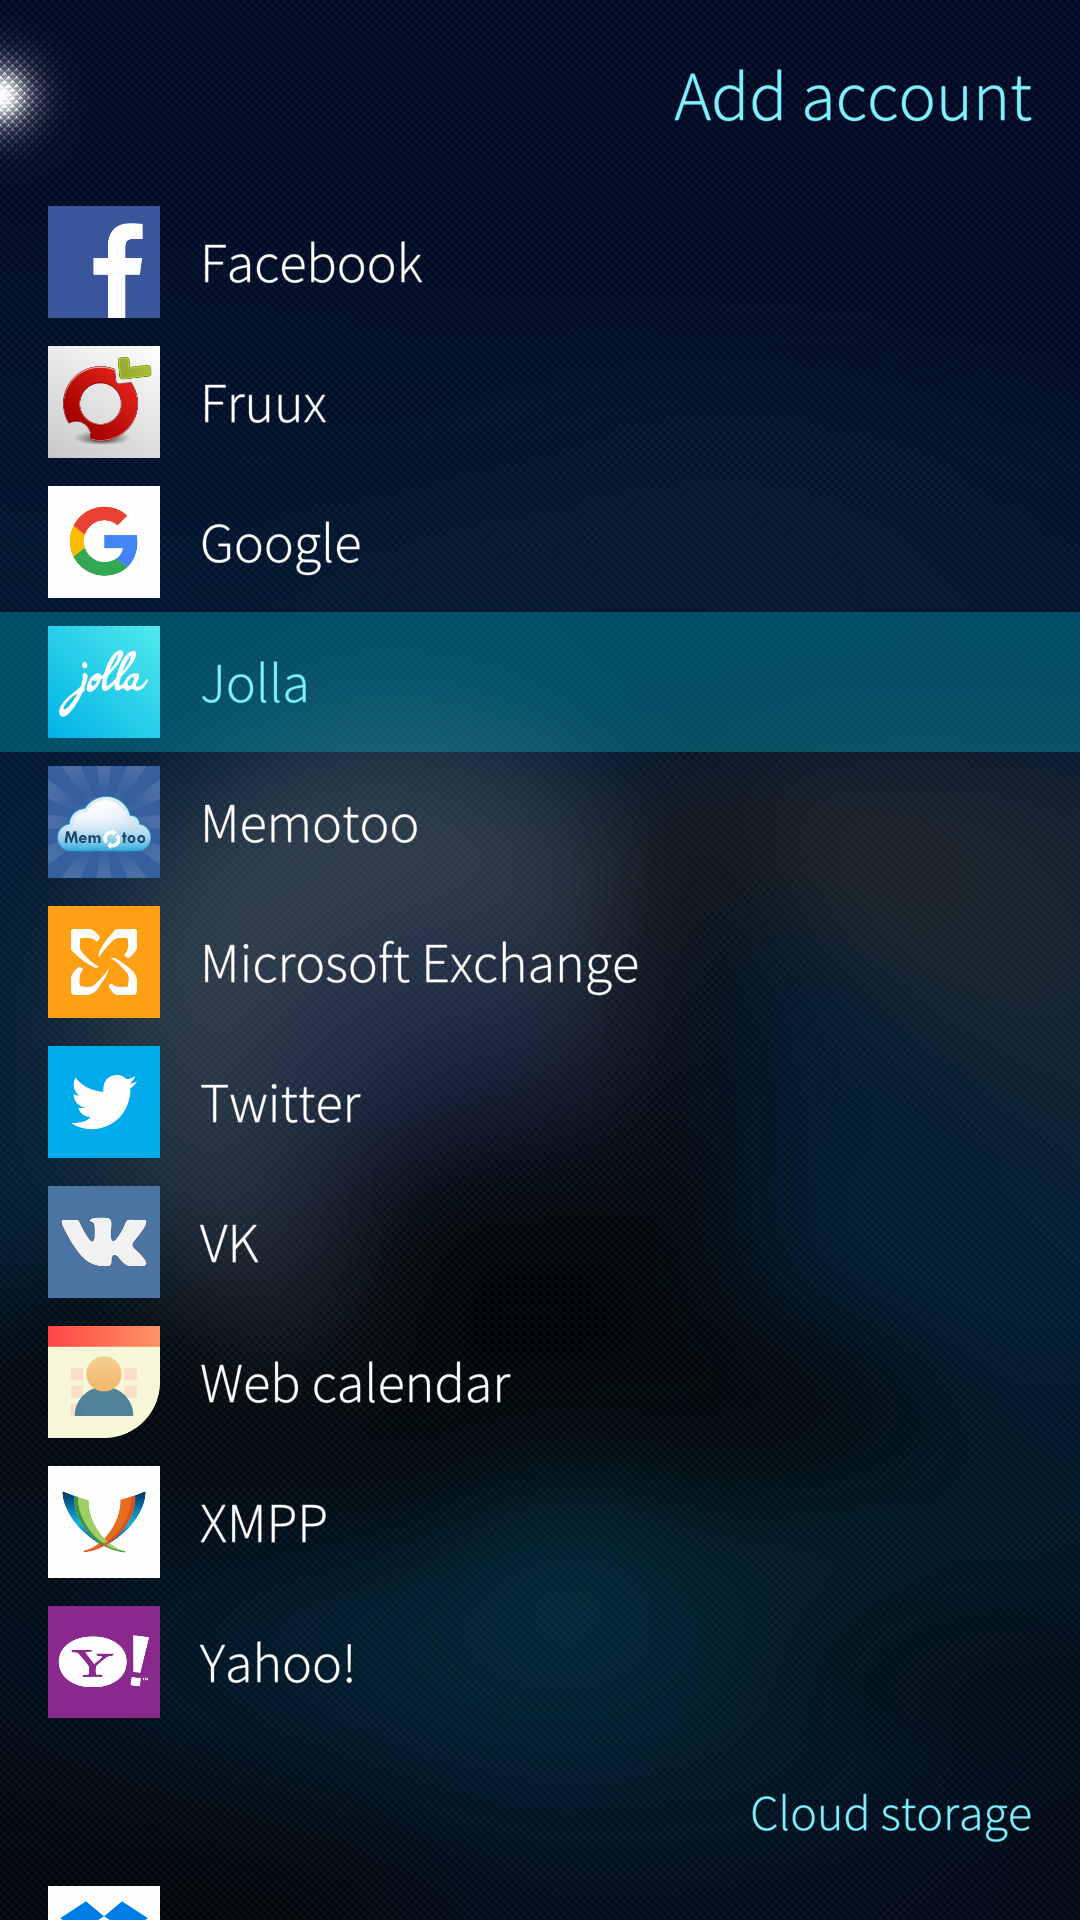 Add account
Facebook
Fruux
Google
jolla
Jolla
Memotoo
Memotoo
Microsoft Exchange
Twitter
VK
VK
Web calendar
XMPP
Y!
Yahoo!
Cloud storage